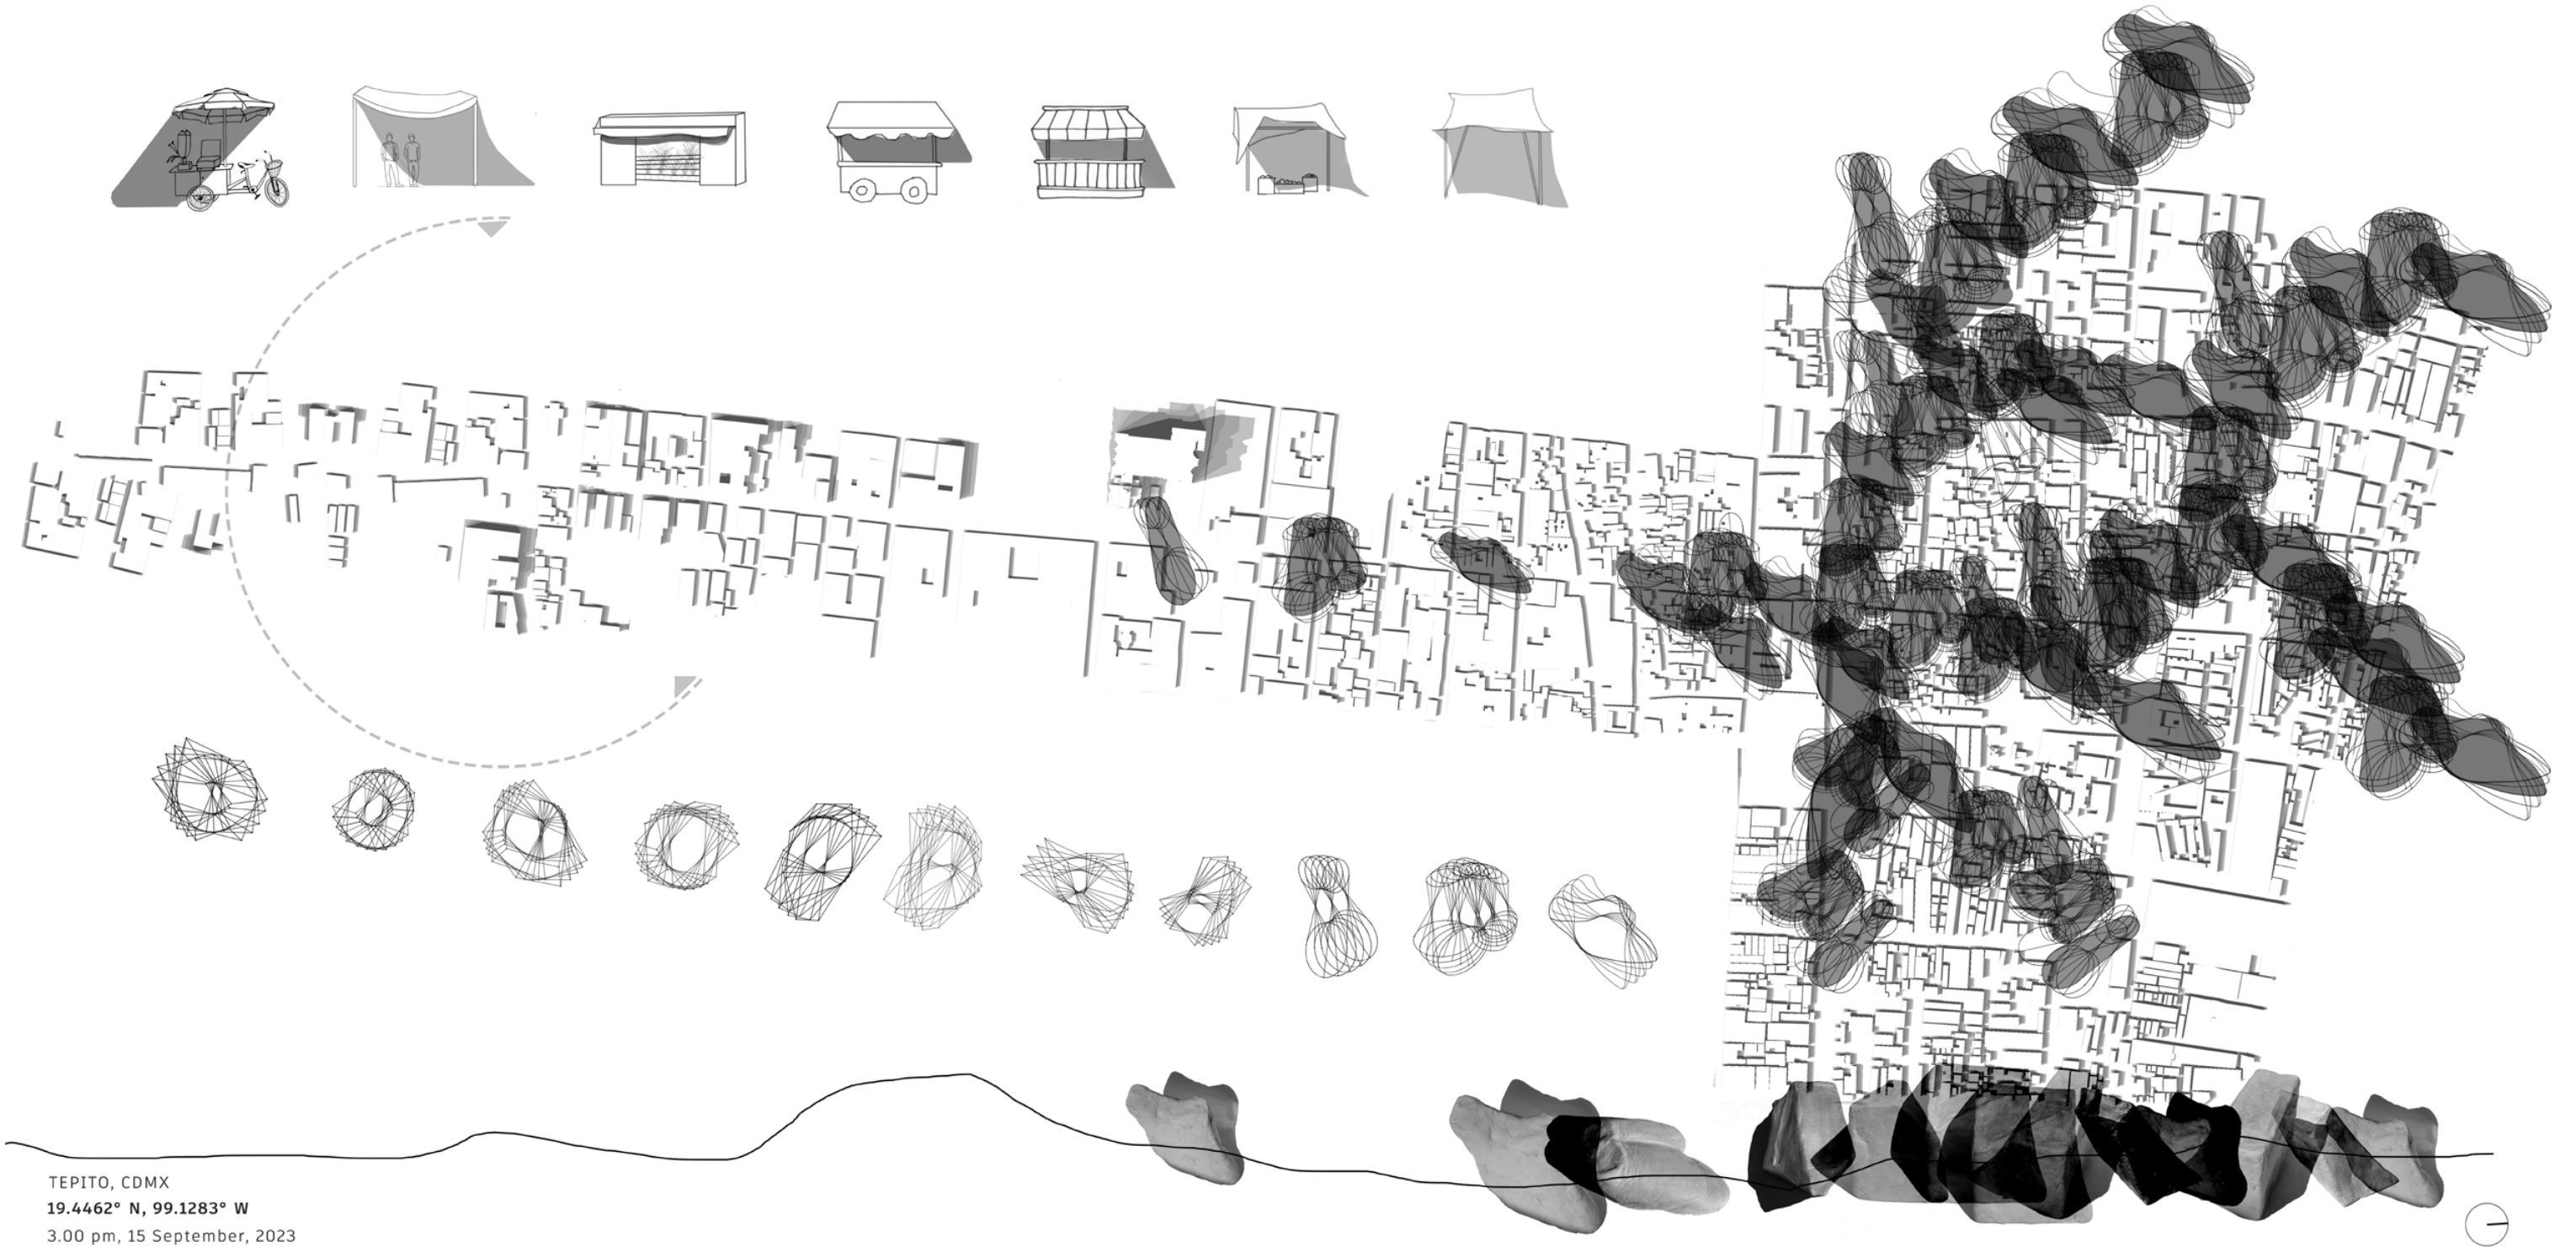 TEPITO, CDMX
19.4462° N, 99.1283° W
3.00 pm, 15 September, 2023